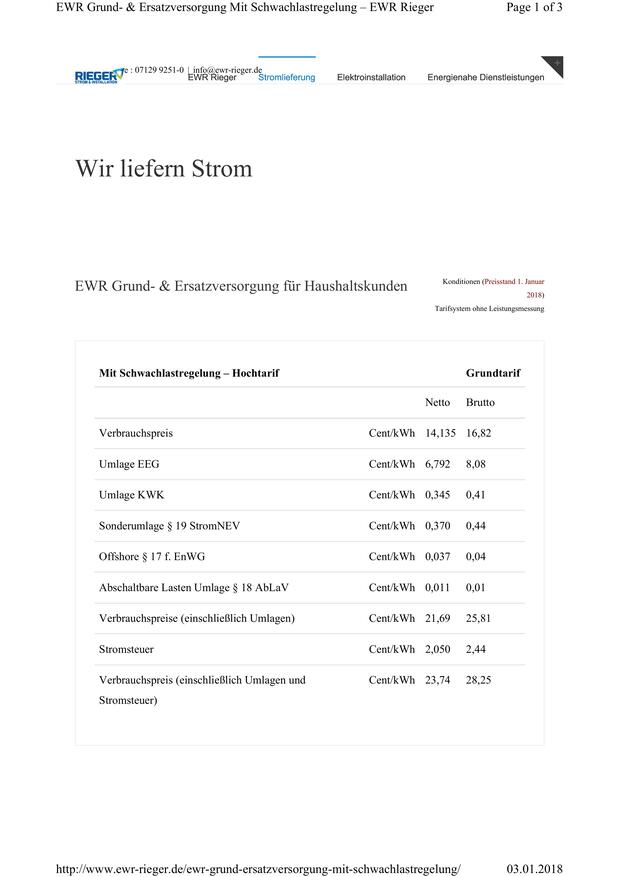 EWR Grund- & Ersatzversorgung Mit Schwachlastregelung – EWR Rieger Page 1 of 3
RIEGER e : 07129 9251-0 | info@ewr-rieger.de
STROM & INSTALLATION
EWR Rieger Stromlieferung Elektroinstallation Energienahe Dienstleistungen
+
Wir liefern Strom
EWR Grund- & Ersatzversorgung für Haushaltskunden
Konditionen (Preisstand 1. Januar
2018)
Tarifsystem ohne Leistungsmessung
Mit Schwachlastregelung – Hochtarif Grundtarif
Netto Brutto
Verbrauchspreis Cent/kWh 14,135 16,82
Umlage EEG Cent/kWh 6,792 8,08
Umlage KWK Cent/kWh 0,345 0,41
Sonderumlage § 19 StromNEV Cent/kWh 0,370 0,44
Offshore § 17 f. EnWG Cent/kWh 0,037 0,04
Abschaltbare Lasten Umlage § 18 AbLaV Cent/kWh 0,011 0,01
Verbrauchspreise (einschließlich Umlagen) Cent/kWh 21,69 25,81
Stromsteuer Cent/kWh 2,050 2,44
Verbrauchspreis (einschließlich Umlagen und Cent/kWh 23,74 28,25
Stromsteuer)
http://www.ewr-rieger.de/ewr-grund-ersatzversorgung-mit-schwachlastregelung/ 03.01.2018